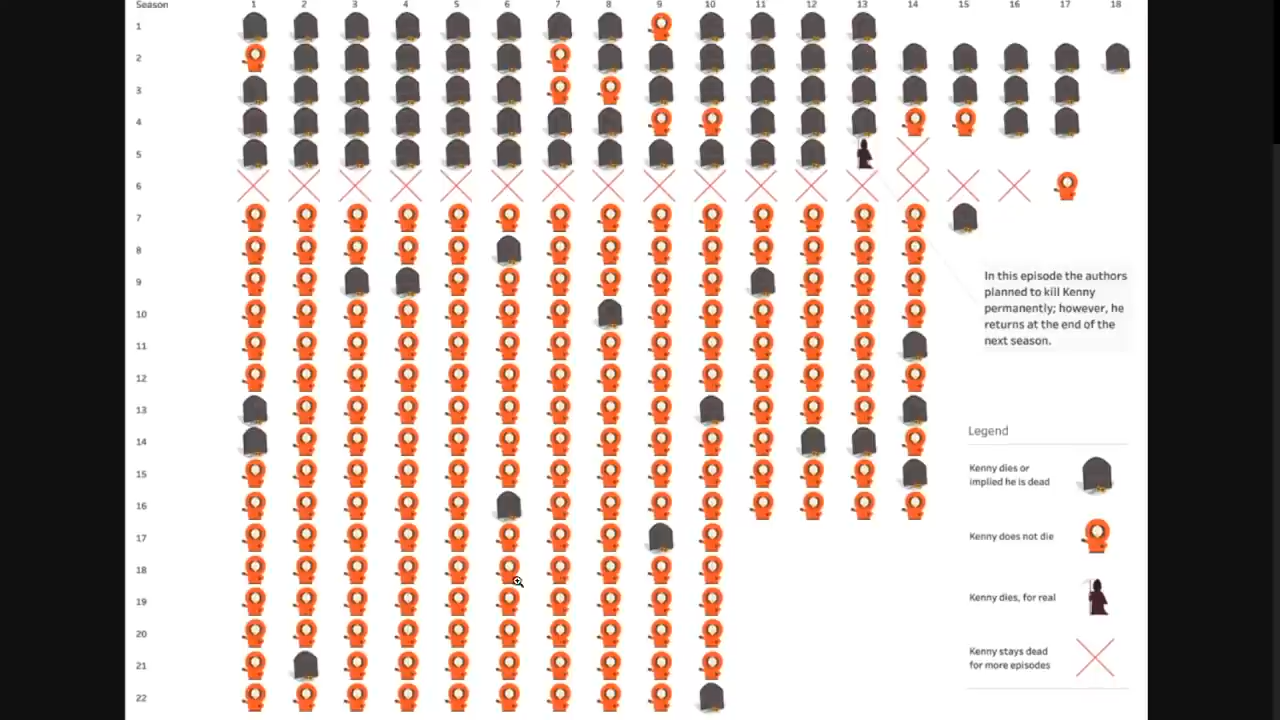 Season 1 2 3 4 5 6 7 8 9 10 11 12 13 14 15 16 17 18
1
2
3
4
5
6
7
8
9
10
11
12
13
14
15
16
17
18
19
20
21
22
In this episode the authors
planned to kill Kenny
permanently; however, he
returns at the end of the
next season.
Legend
Kenny dies or
implied he is dead
Kenny does not die
Kenny dies, for real
Kenny stays dead
for more episodes